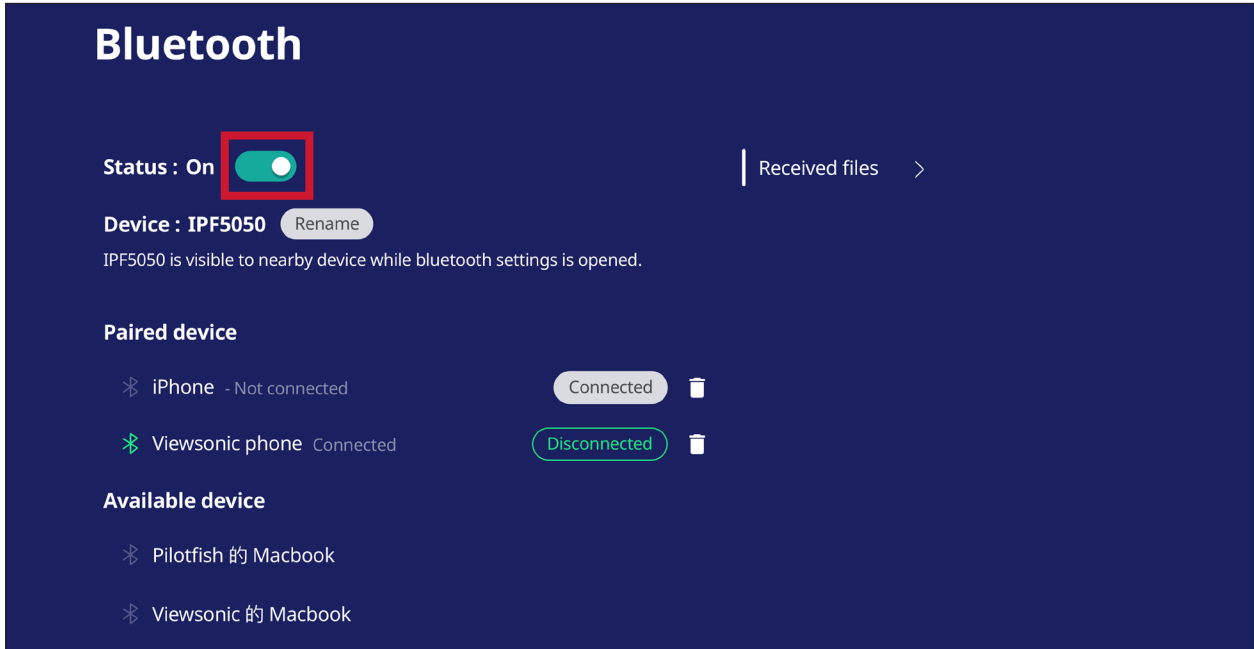 Bluetooth
Status : On
Received files
Device : IPF5050 Rename
IPF5050 is visible to nearby device while bluetooth settings is opened.
Paired device
iPhone - Not connected Connected
Viewsonic phone Connected Disconnected
Available device
Pilotfish 的 Macbook
Viewsonic 的 Macbook